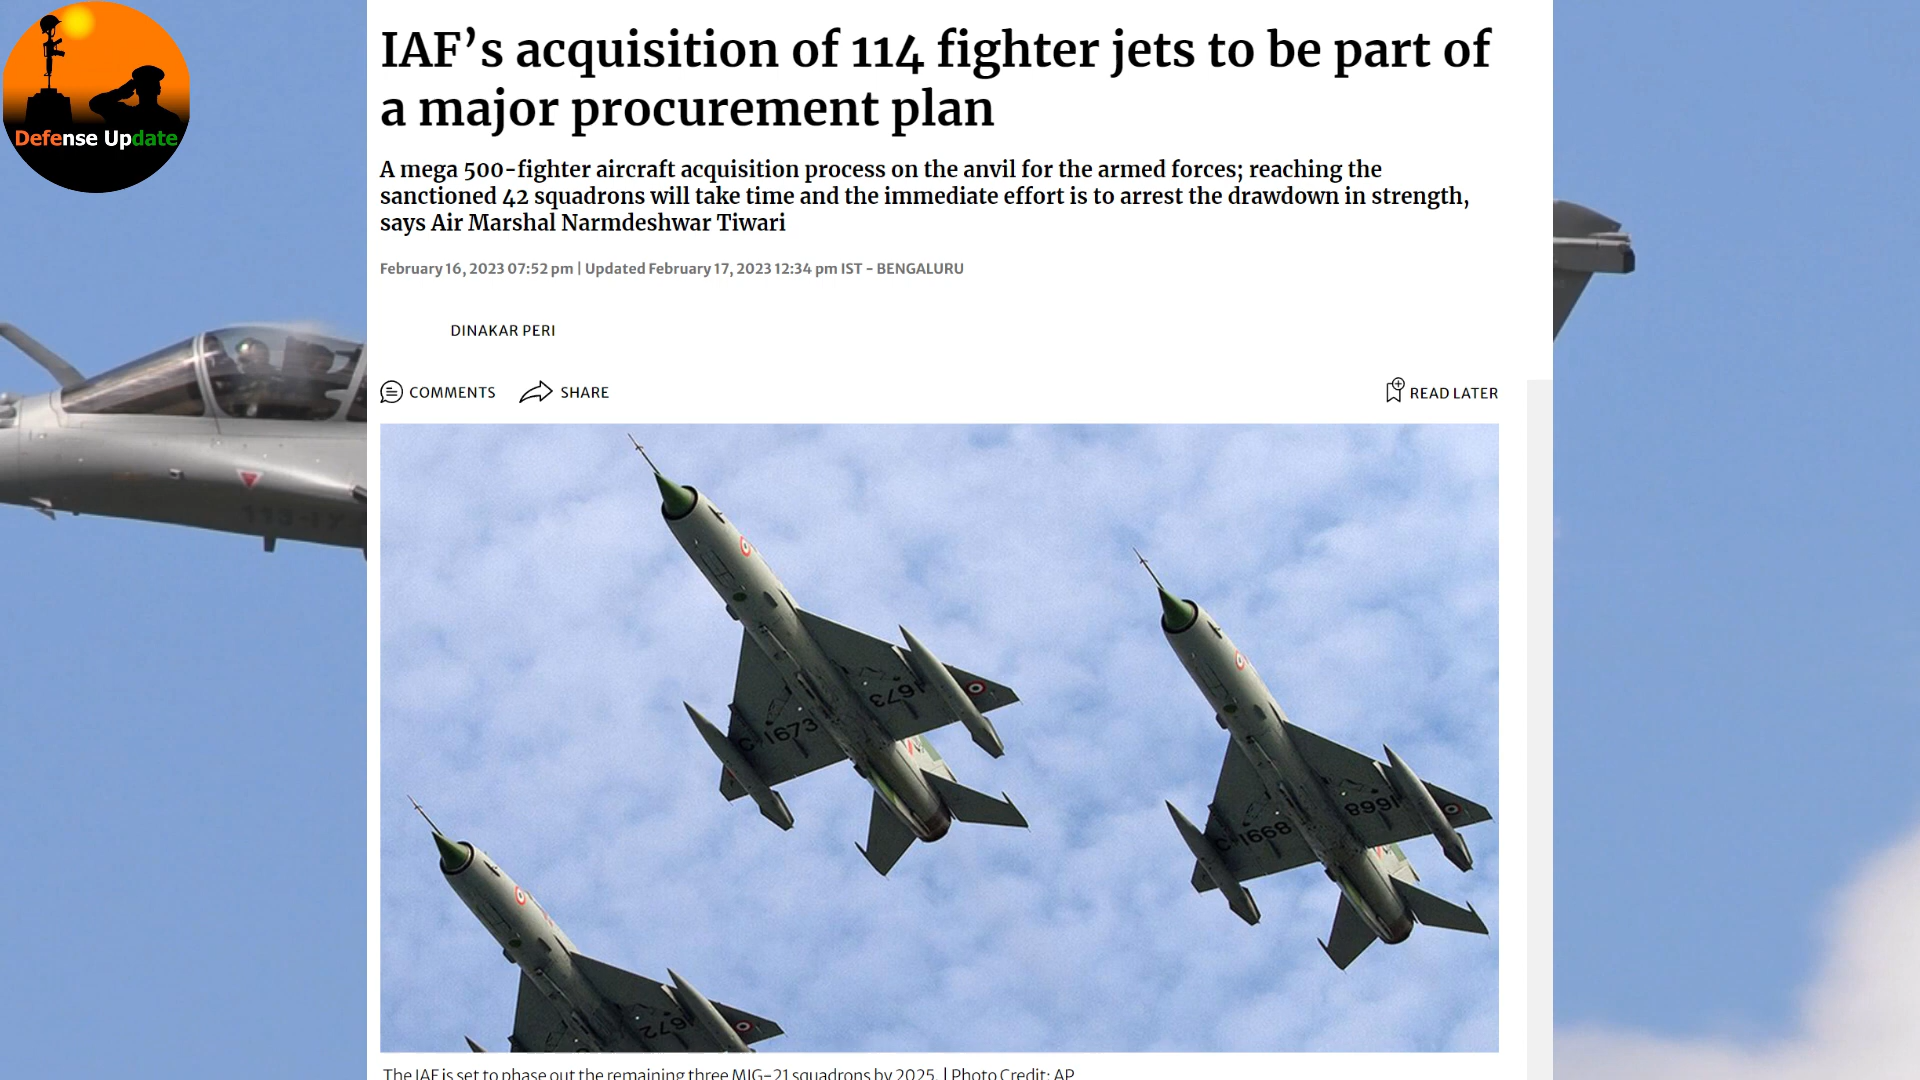 Defense Update
IAF’s acquisition of 114 fighter jets to be part of
a major procurement plan
A mega 500-fighter aircraft acquisition process on the anvil for the armed forces; reaching the
sanctioned 42 squadrons will take time and the immediate effort is to arrest the drawdown in strength,
says Air Marshal Narmdeshwar Tiwari
February 16, 2023 07:52 pm | Updated February 17, 2023 12:34 pm IST - BENGALURU
DINAKAR PERI
COMMENTS SHARE
READ LATER
C-1673 1673
C-1668 1668
1672
The IAF is set to phase out the remaining three MIG-21 squadrons by 2025. | Photo Credit: AP